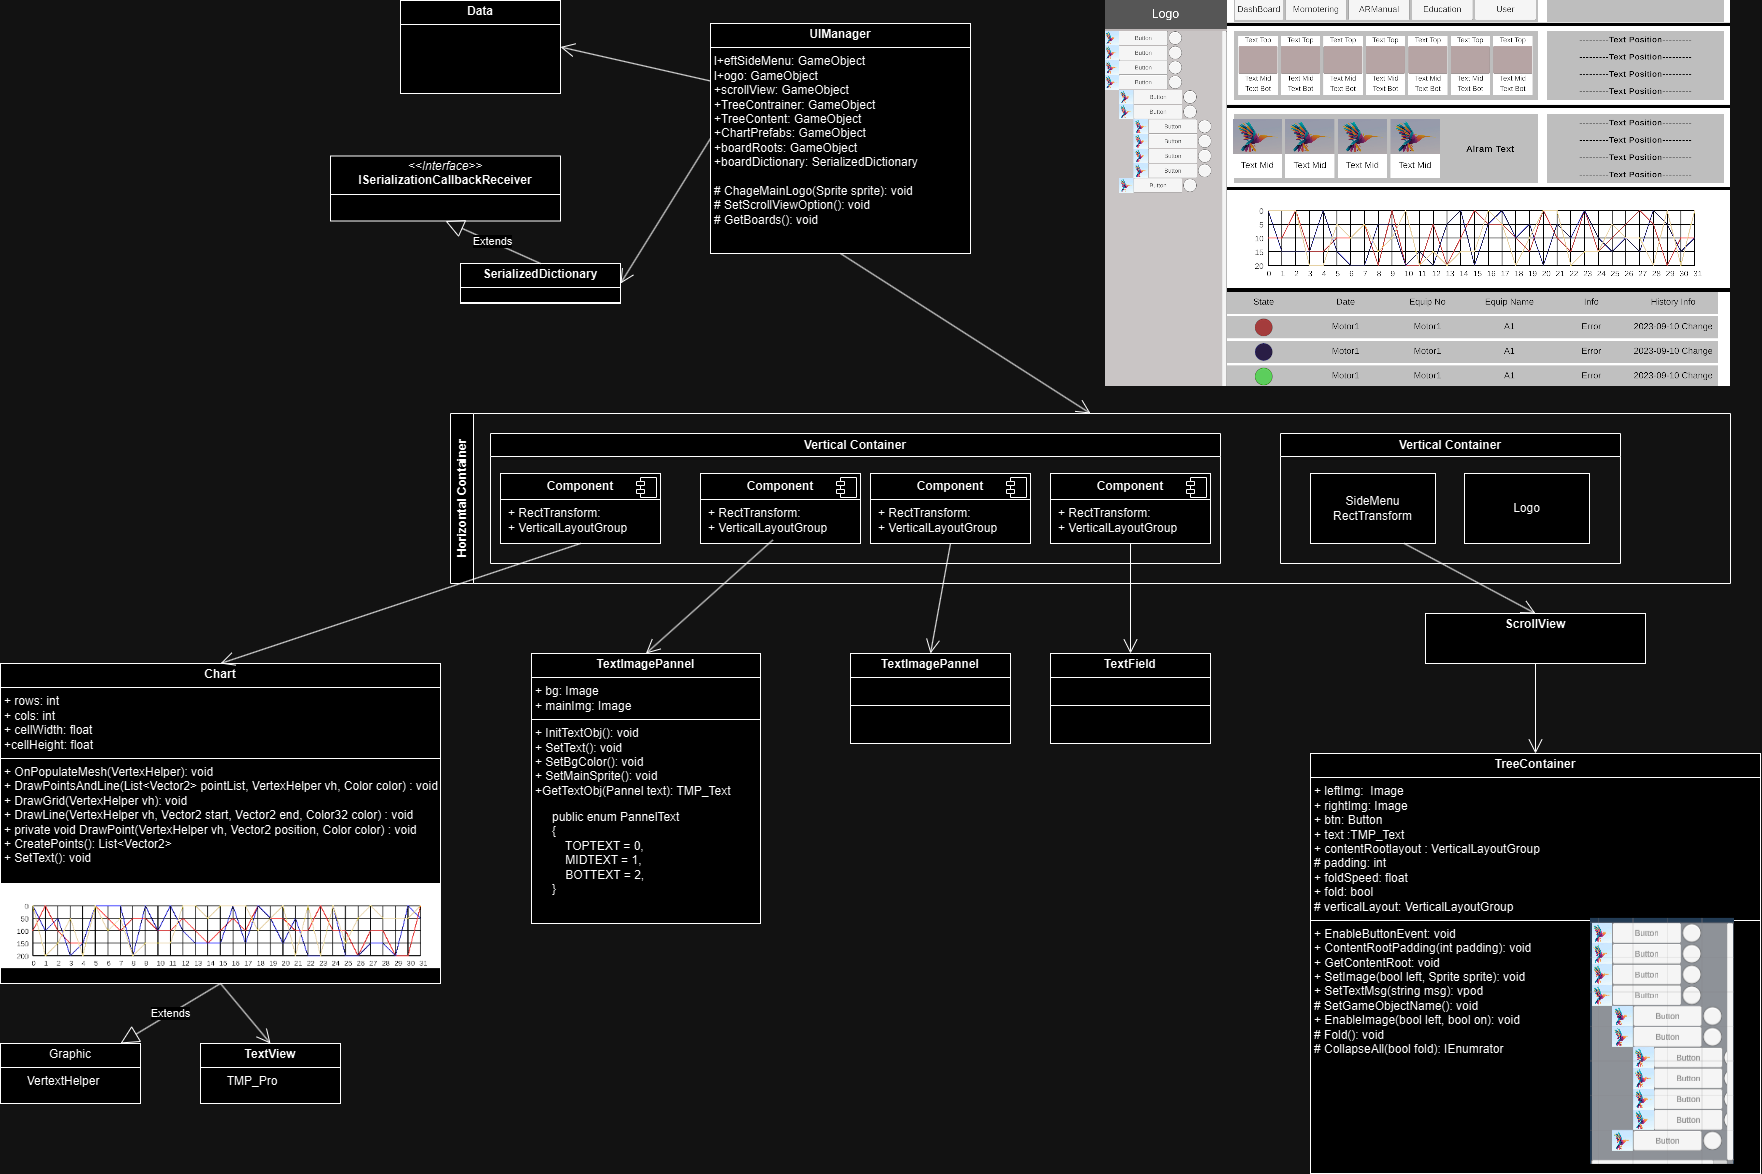 Data
UIManager
l+eftSideMenu: GameObject
l+ogo: GameObject
+scrollView: GameObject
+TreeContrainer: GameObject
+TreeContent: GameObject
+ChartPrefabs: GameObject
+boardRoots: GameObject
+boardDictionary: SerializedDictionary
# ChageMainLogo(Sprite sprite): void
# SetScrollViewOption(): void
# GetBoards(): void
<<Interface>>
ISerializationCallbackReceiver
Extends
SerializedDictionary
Logo
Button
Button
Button
Button
Button
Button
Button
Button
Button
Button
Button
DashBoard Mornotering ARManual Education User
Text Top Text Top Text Top Text Top Text Top Text Top Text Top
Text Mid Text Mid Text Mid Text Mid Text Mid Text Mid Text Mid
Text Bot Text Bot Text Bot Text Bot Text Bot Text Bot Text Bot
---------Text Position---------
---------Text Position---------
---------Text Position---------
---------Text Position---------
Text Mid Text Mid Text Mid Text Mid
Alram Text
---------Text Position---------
---------Text Position---------
---------Text Position---------
---------Text Position---------
0
5
10
15
20
0 1 2 3 4 5 6 7 8 9 10 11 12 13 14 15 16 17 18 19 20 21 22 23 24 25 26 27 28 29 30 31
State Date Equip No Equip Name Info History Info
Motor1 Motor1 A1 Error 2023-09-10 Change
Motor1 Motor1 A1 Error 2023-09-10 Change
Motor1 Motor1 A1 Error 2023-09-10 Change
Horizontal Container
Vertical Container
Component
+ RectTransform:
+ VerticalLayoutGroup
Component
+ RectTransform:
+ VerticalLayoutGroup
Component
+ RectTransform:
+ VerticalLayoutGroup
Component
+ RectTransform:
+ VerticalLayoutGroup
Vertical Container
SideMenu
RectTransform
Logo
Chart
+ rows: int
+ cols: int
+ cellWidth: float
+cellHeight: float
+ OnPopulateMesh(VertexHelper): void
+ DrawPointsAndLine(List<Vector2> pointList, VertexHelper vh, Color color) : void
+ DrawGrid(VertexHelper vh): void
+ DrawLine(VertexHelper vh, Vector2 start, Vector2 end, Color32 color) : void
+ private void DrawPoint(VertexHelper vh, Vector2 position, Color color) : void
+ CreatePoints(): List<Vector2>
+ SetText(): void
0
50
100
150
200
0 1 2 3 4 5 6 7 8 9 10 11 12 13 14 15 16 17 18 19 20 21 22 23 24 25 26 27 28 29 30 31
Extends
Graphic
VertextHelper
TextView
TMP_Pro
TextImagePannel
+ bg: Image
+ mainImg: Image
+ InitTextObj(): void
+ SetText(): void
+ SetBgColor(): void
+ SetMainSprite(): void
+GetTextObj(Pannel text): TMP_Text
public enum PannelText
{
TOPTEXT = 0,
MIDTEXT = 1,
BOTTEXT = 2,
}
TextImagePannel
TextField
ScrollView
TreeContainer
+ leftImg: Image
+ rightImg: Image
+ btn: Button
+ text :TMP_Text
+ contentRootlayout : VerticalLayoutGroup
# padding: int
+ foldSpeed: float
+ fold: bool
# verticalLayout: VerticalLayoutGroup
+ EnableButtonEvent: void
+ ContentRootPadding(int padding): void
+ GetContentRoot: void
+ SetImage(bool left, Sprite sprite): void
+ SetTextMsg(string msg): vpod
# SetGameObjectName(): void
+ EnableImage(bool left, bool on): void
# Fold(): void
# CollapseAll(bool fold): IEnumrator
Button
Button
Button
Button
Button
Button
Button
Button
Button
Button
Button